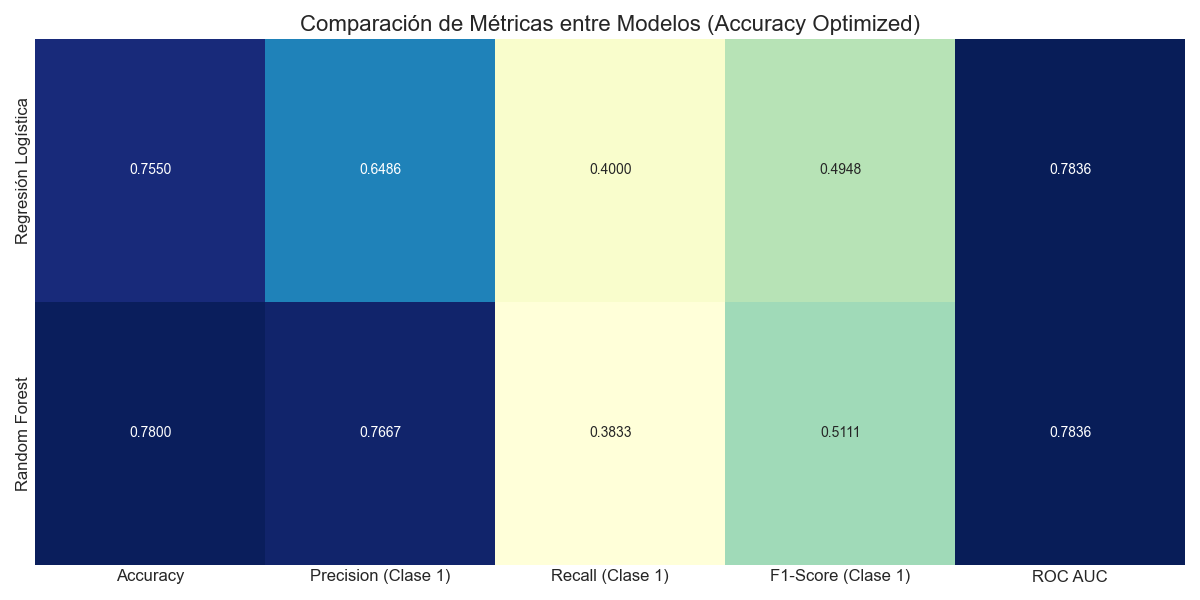 Comparación de Métricas entre Modelos (Accuracy Optimized)
Regresión Logística
0.7550
0.6486
0.4000
0.4948
0.7836
Random Forest
0.7800
0.7667
0.3833
0.5111
0.7836
Accuracy
Precision (Clase 1)
Recall (Clase 1)
F1-Score (Clase 1)
ROC AUC